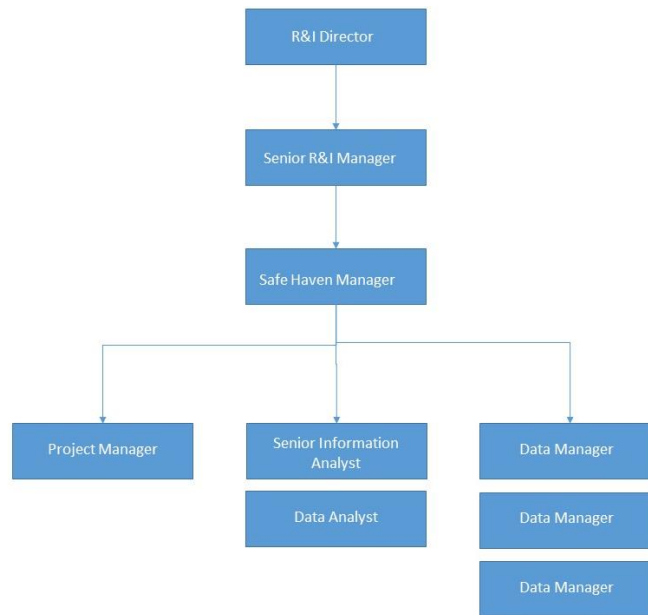 R&I Director
Senior R&I Manager
Safe Haven Manager
Project Manager
Senior Information
Analyst
Data Manager
Data Analyst
Data Manager
Data Manager